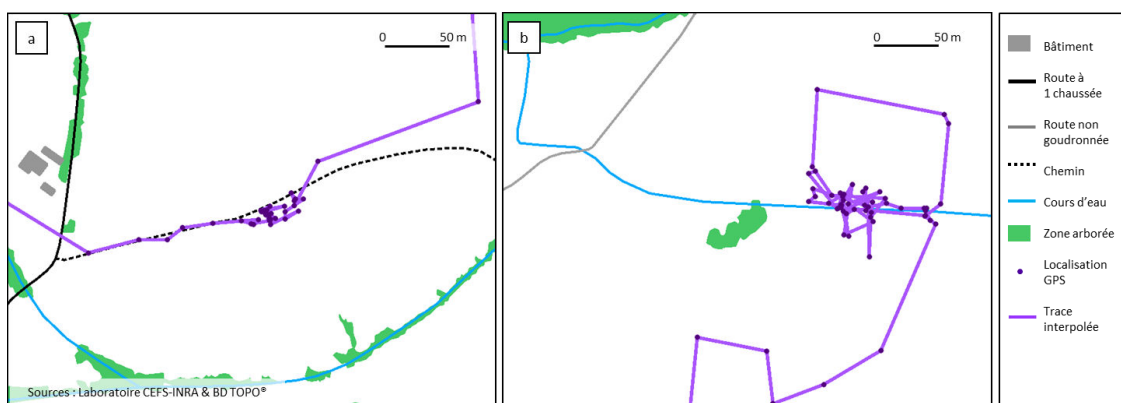 a
0 50 m
Sources : Laboratoire CEFS-INRA & BD TOPO®
b
0 50 m
Bâtiment
Route à
1 chaussée
Route non
goudronnée
Chemin
Cours d'eau
Zone arborée
Localisation
GPS
Trace
interpolée